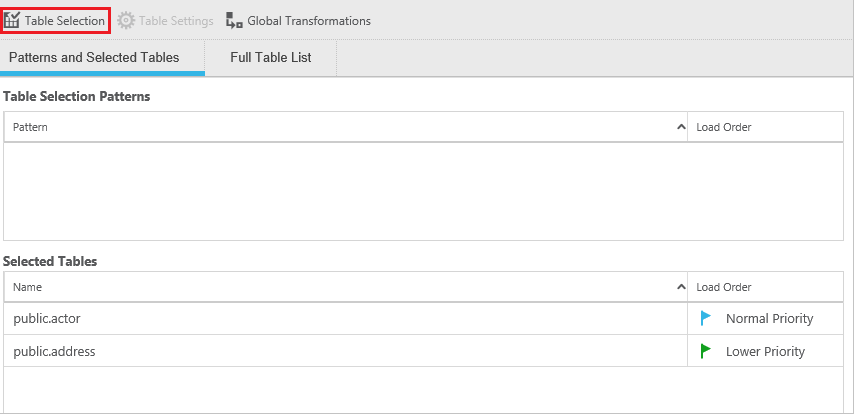 Table Selection Table Settings Global Transformations
Patterns and Selected Tables Full Table List
Table Selection Patterns
Pattern Load Order
Selected Tables
Name Load Order
public.actor Normal Priority
public.address Lower Priority